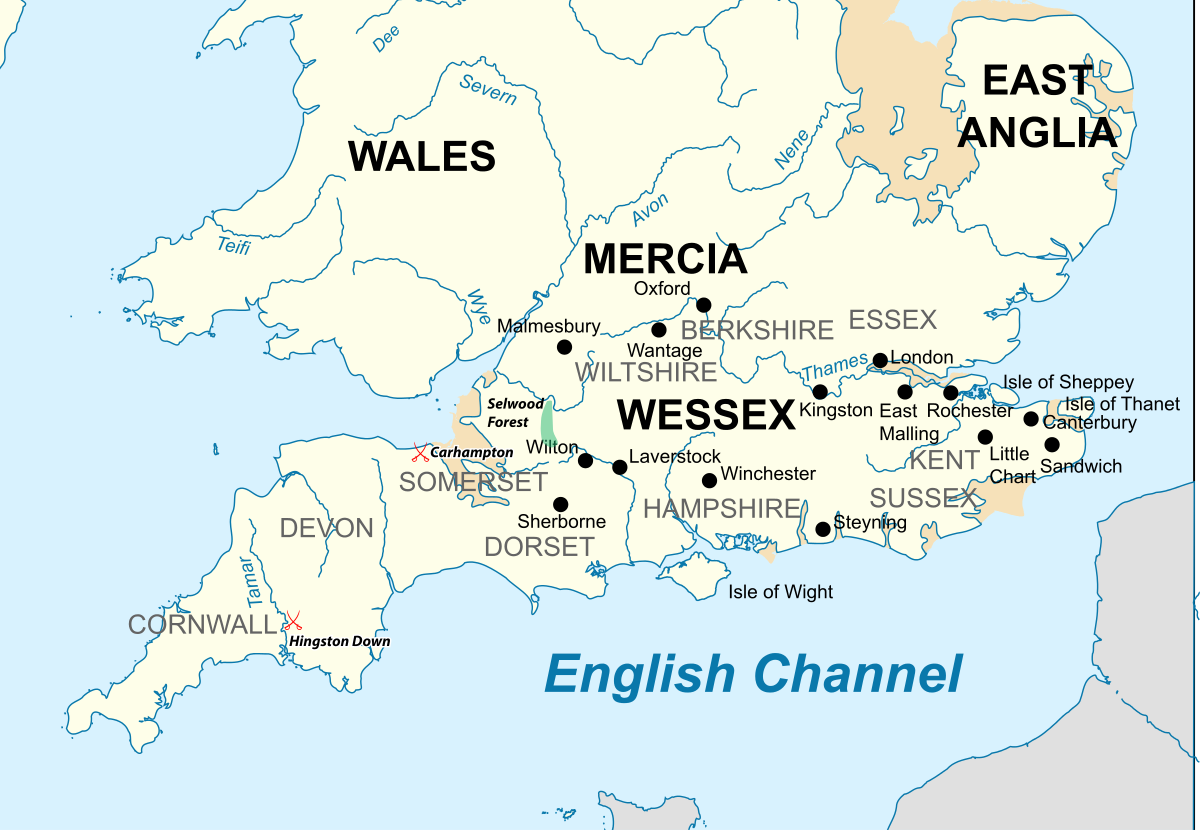 Dee
Severn
EAST
ANGLIA
WALES
Nene
Avon
Teifi
MERCIA
Oxford
Wye
Malmesbury
BERKSHIRE
ESSEX
Wantage
London
Thames
WILTSHIRE
Isle of Sheppey
Selwood
Forest
WESSEX
Kingston
East
Malling
Rochester
Isle of Thanet
Canterbury
Wilton
Carhampton
Laverstock
KENT
Little
Chart
Sandwich
SOMERSET
Winchester
HAMPSHIRE
SUSSEX
Sherborne
Steyning
DEVON
DORSET
Tamar
Isle of Wight
CORNWALL
Hingston Down
English Channel